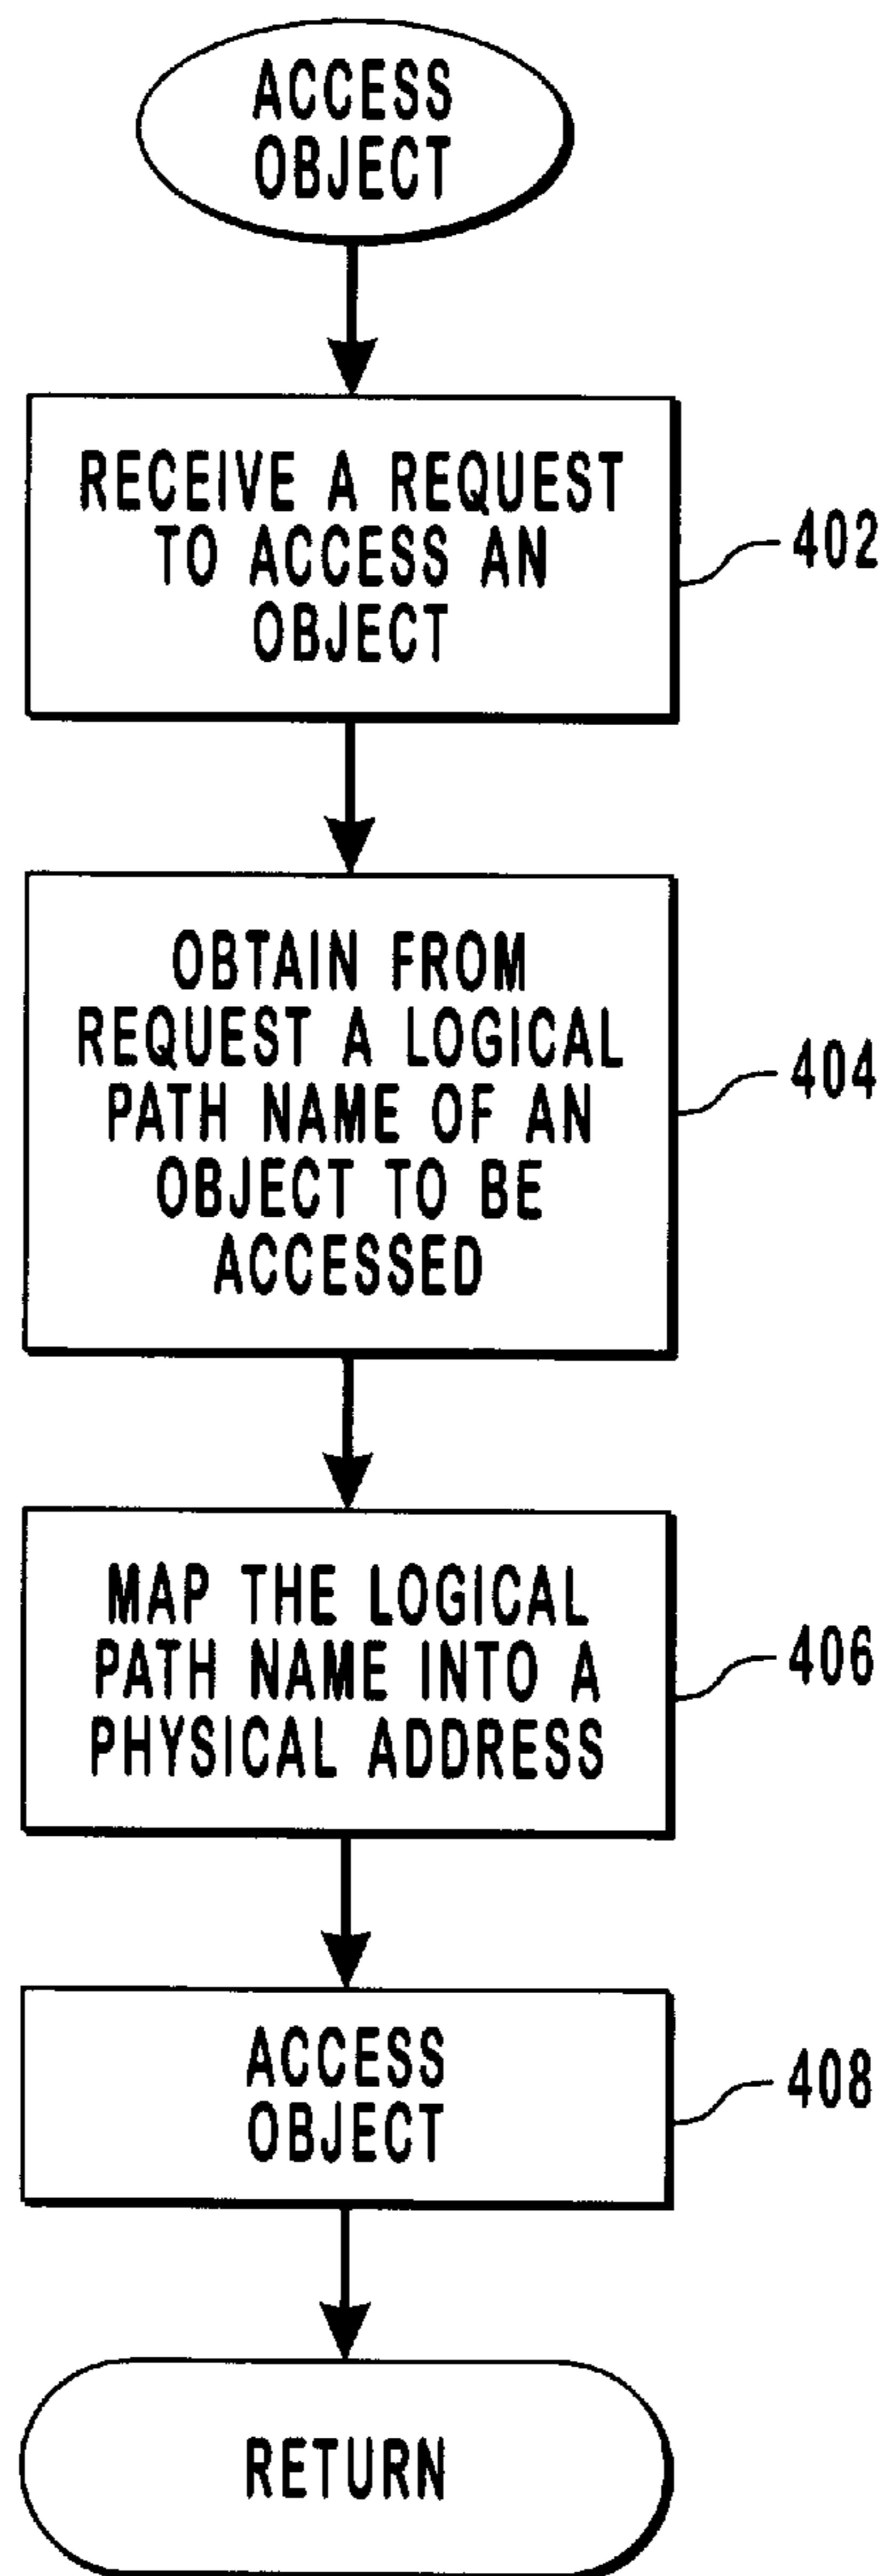 ACCESS
OBJECT
RECEIVE A REQUEST
TO ACCESS AN
OBJECT
402
OBTAIN FROM
REQUEST A LOGICAL
PATH NAME OF AN
OBJECT TO BE
ACCESSED
404
MAP THE LOGICAL
PATH NAME INTO A
PHYSICAL ADDRESS
406
ACCESS
OBJECT
408
RETURN